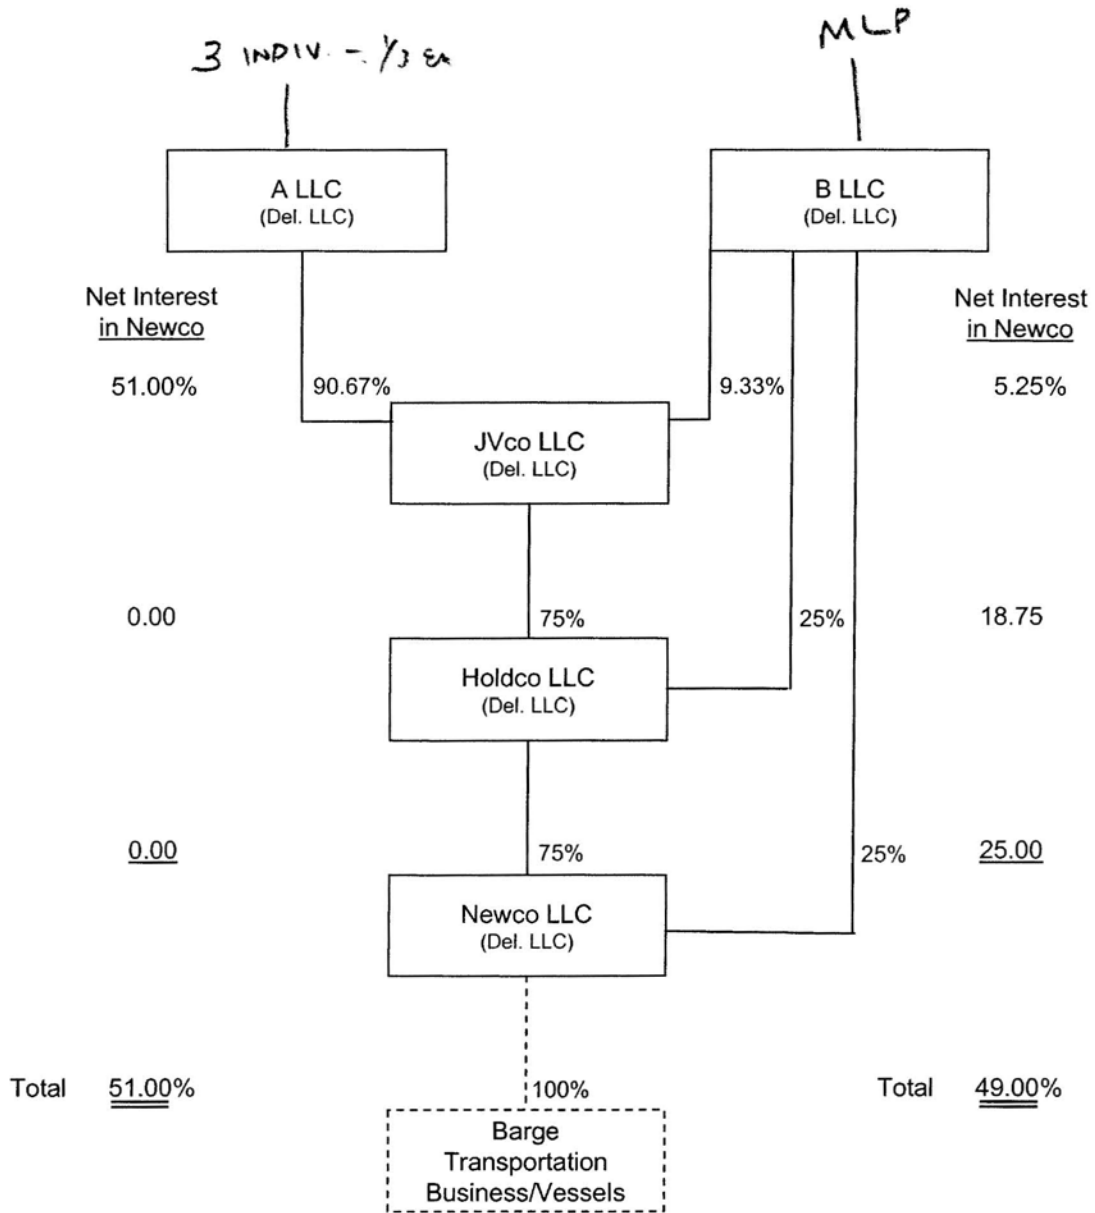 3 INDIV. - 1/3 EA
MLP
A LLC
(Del. LLC)
B LLC
(Del. LLC)
Net Interest
in Newco
Net Interest
in Newco
51.00%
90.67%
9.33%
5.25%
JVco LLC
(Del. LLC)
0.00
75%
25%
18.75
Holdco LLC
(Del. LLC)
0.00
75%
25%
25.00
Newco LLC
(Del. LLC)
Total 51.00%
100%
Total 49.00%
Barge
Transportation
Business/Vessels